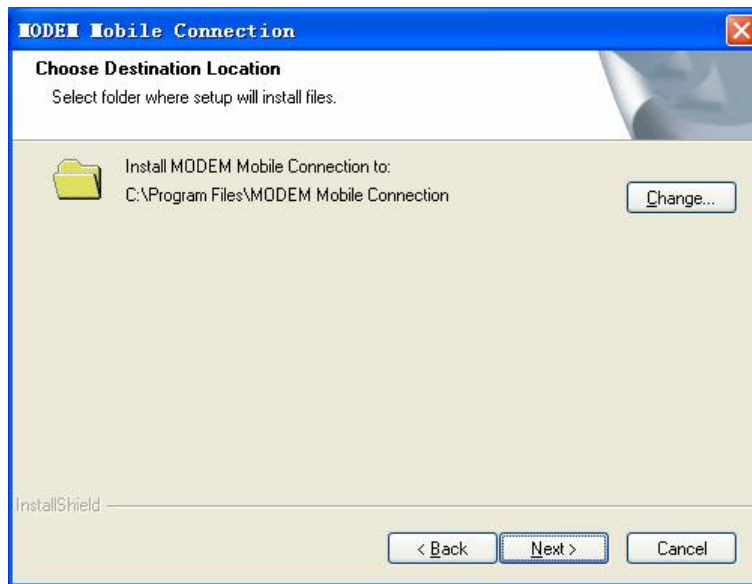 MODEM Mobile Connection
Choose Destination Location
Select folder where setup will install files.
Install MODEM Mobile Connection to:
C:\Program Files\MODEM Mobile Connection
Change...
InstallShield
< Back
Next >
Cancel